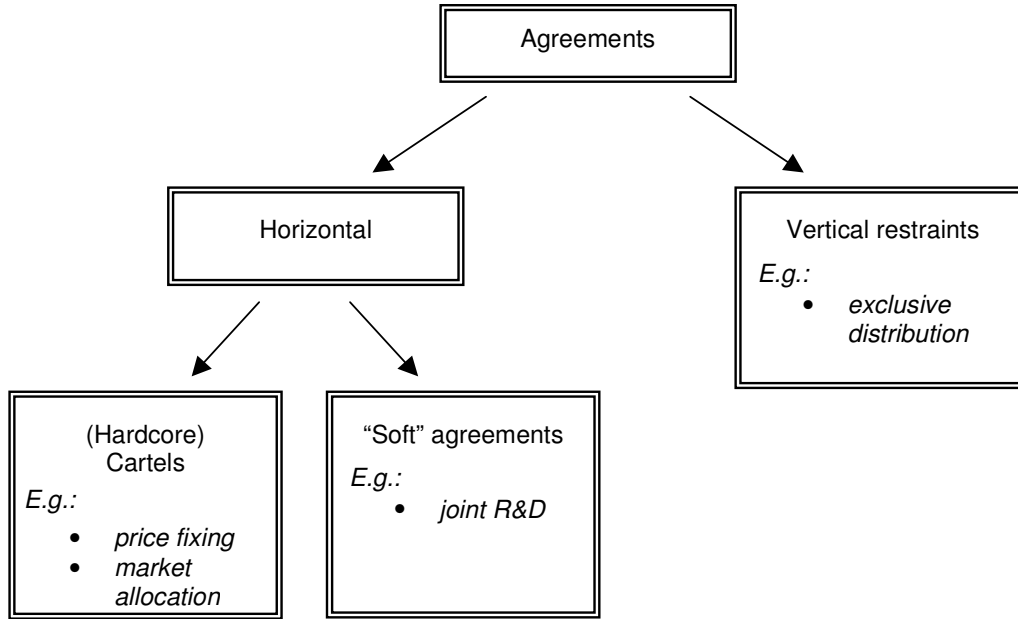 Agreements
Horizontal
Vertical restraints
E.g.:
• exclusive
distribution
(Hardcore)
Cartels
E.g.:
• price fixing
• market
allocation
“Soft” agreements
E.g.:
• joint R&D